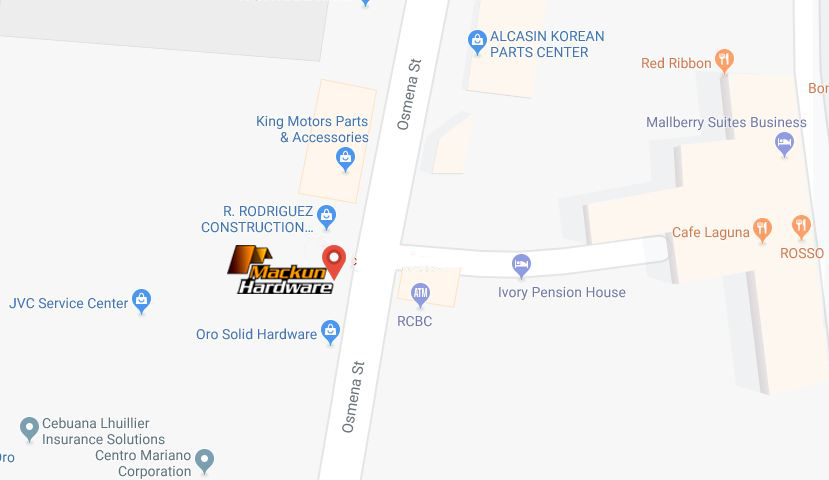 ALCASIN KOREAN
PARTS CENTER
Osmena St
Red Ribbon
King Motors Parts
& Accessories
Mallberry Suites Business
R. RODRIGUEZ
CONSTRUCTION...
Cafe Laguna
ROSSO
Mackun
Hardware
JVC Service Center
Ivory Pension House
ATM
RCBC
Oro Solid Hardware
Osmena St
Cebuana Lhuillier
Insurance Solutions
Centro Mariano
Corporation